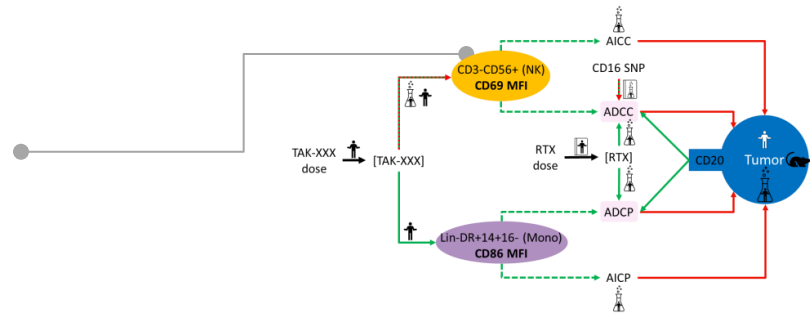 AICC
CD3-CD56+ (NK)
CD69 MFI
CD16 SNP
ADCC
TAK-XXX
dose
[TAK-XXX]
RTX
dose
[RTX]
CD20
Tumor
ADCP
Lin-DR+14+16- (Mono)
CD86 MFI
AICP